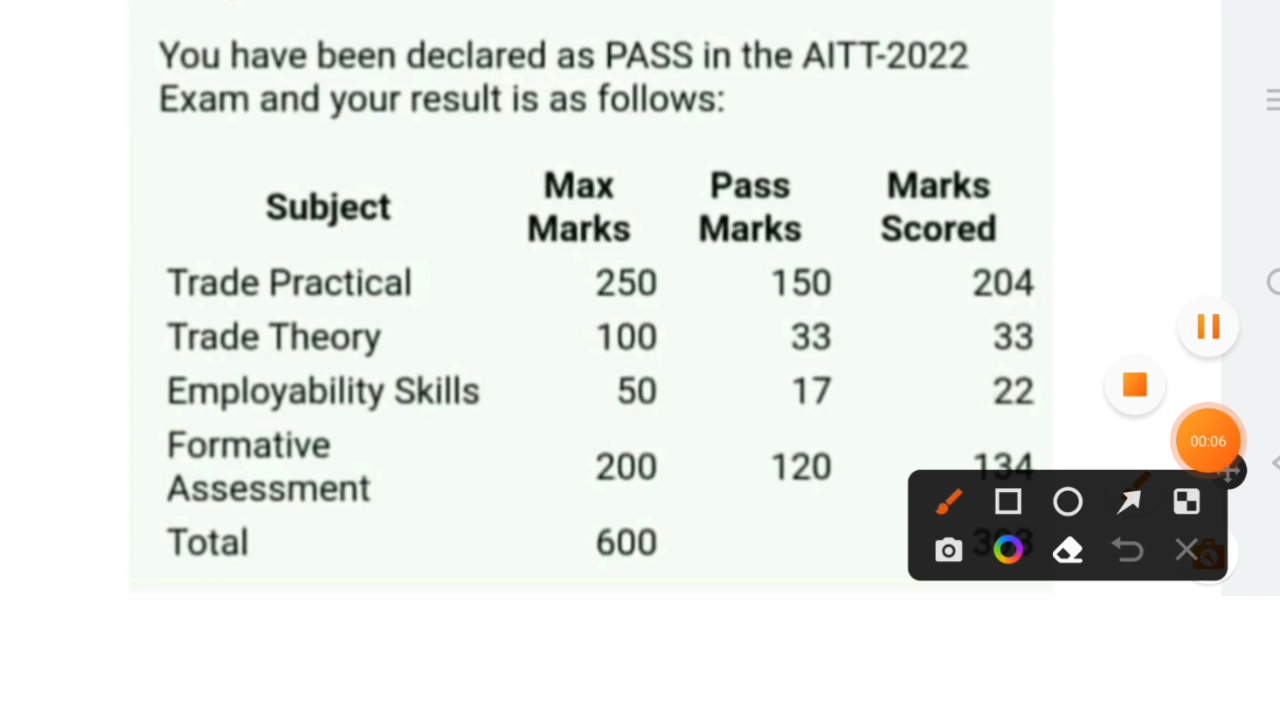 You have been declared as PASS in the AITT-2022
Exam and your result is as follows:
Subject Max Marks Pass Marks Marks Scored
Trade Practical 250 150 204
Trade Theory 100 33 33
Employability Skills 50 17 22
Formative Assessment 200 120 134
Total 600 393
00:06